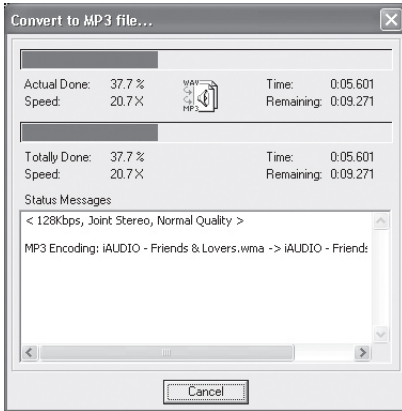 Convert to MP3 file...
Actual Done: 37.7 % WAV Time: 0:05.601
Speed: 20.7 X MP3 Remaining: 0:09.271
Totally Done: 37.7 % Time: 0:05.601
Speed: 20.7 X Remaining: 0:09.271
Status Messages
< 128Kbps, Joint Stereo, Normal Quality >
MP3 Encoding: iAUDIO - Friends & Lovers.wma -> iAUDIO - Friends
Cancel